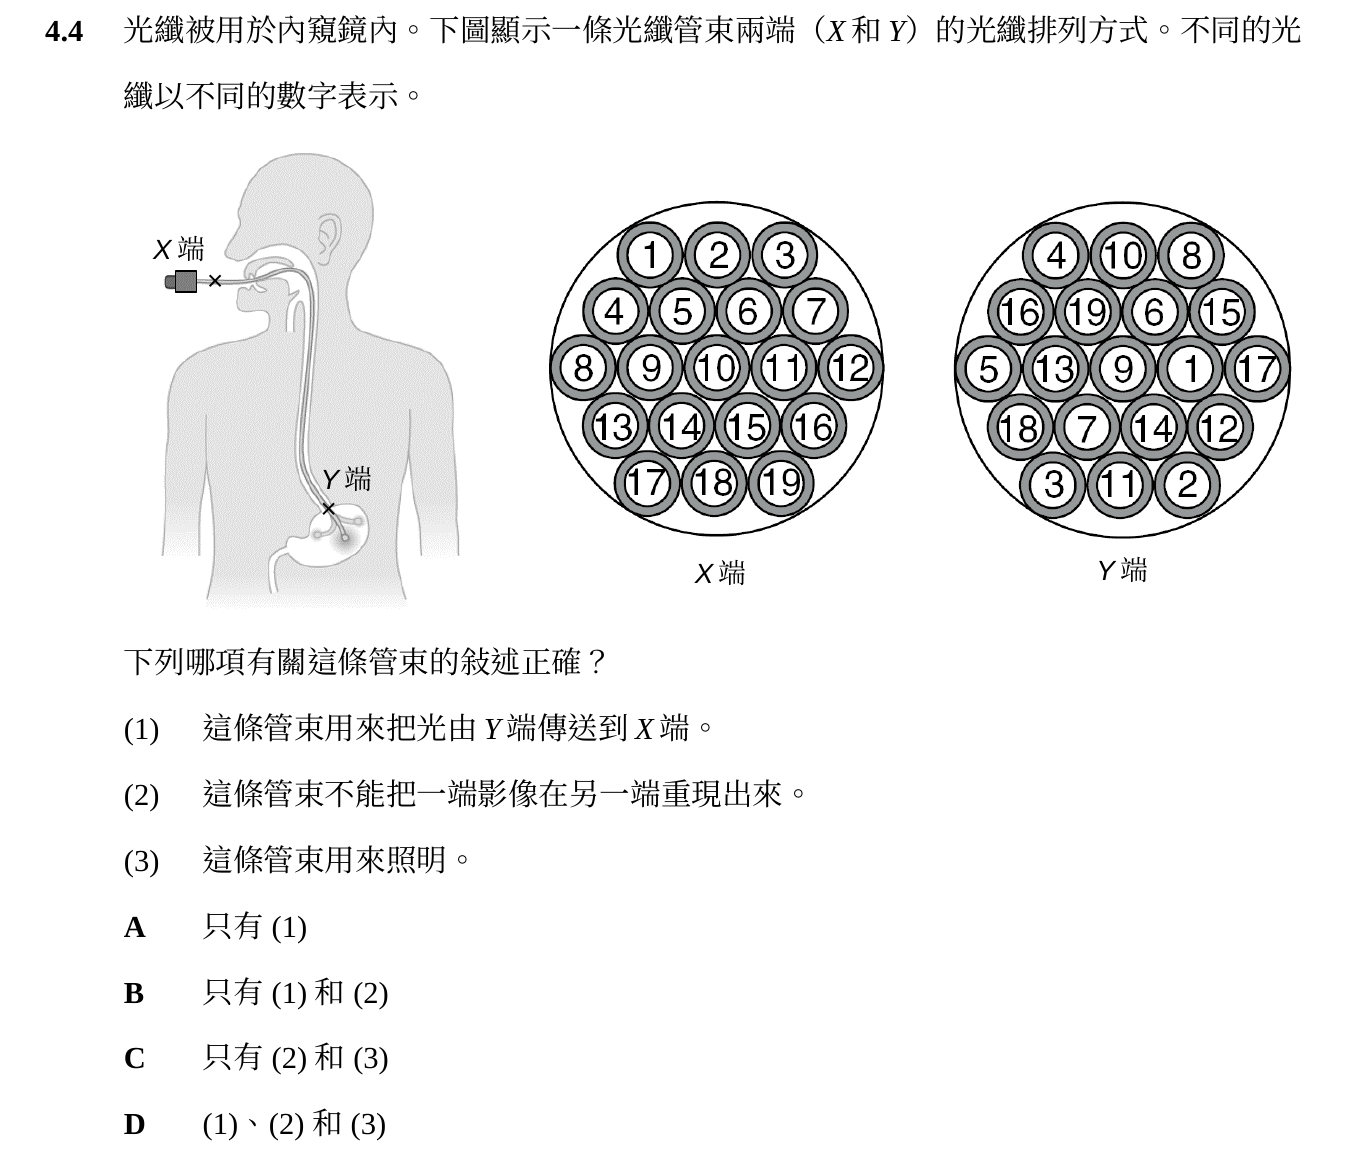 4.4 光纖被用於內窺鏡內。下圖顯示一條光纖管束兩端（X 和 Y）的光纖排列方式。不同的光
纖以不同的數字表示。
X 端
Y 端
1 2 3
4 5 6 7
8 9 10 11 12
13 14 15 16
17 18 19
X 端
4 10 8
16 19 6 15
5 13 9 1 17
18 7 14 12
3 11 2
Y 端
下列哪項有關這條管束的敍述正確？
(1) 這條管束用來把光由 Y 端傳送到 X 端。
(2) 這條管束不能把一端影像在另一端重現出來。
(3) 這條管束用來照明。
A 只有 (1)
B 只有 (1) 和 (2)
C 只有 (2) 和 (3)
D (1)、(2) 和 (3)